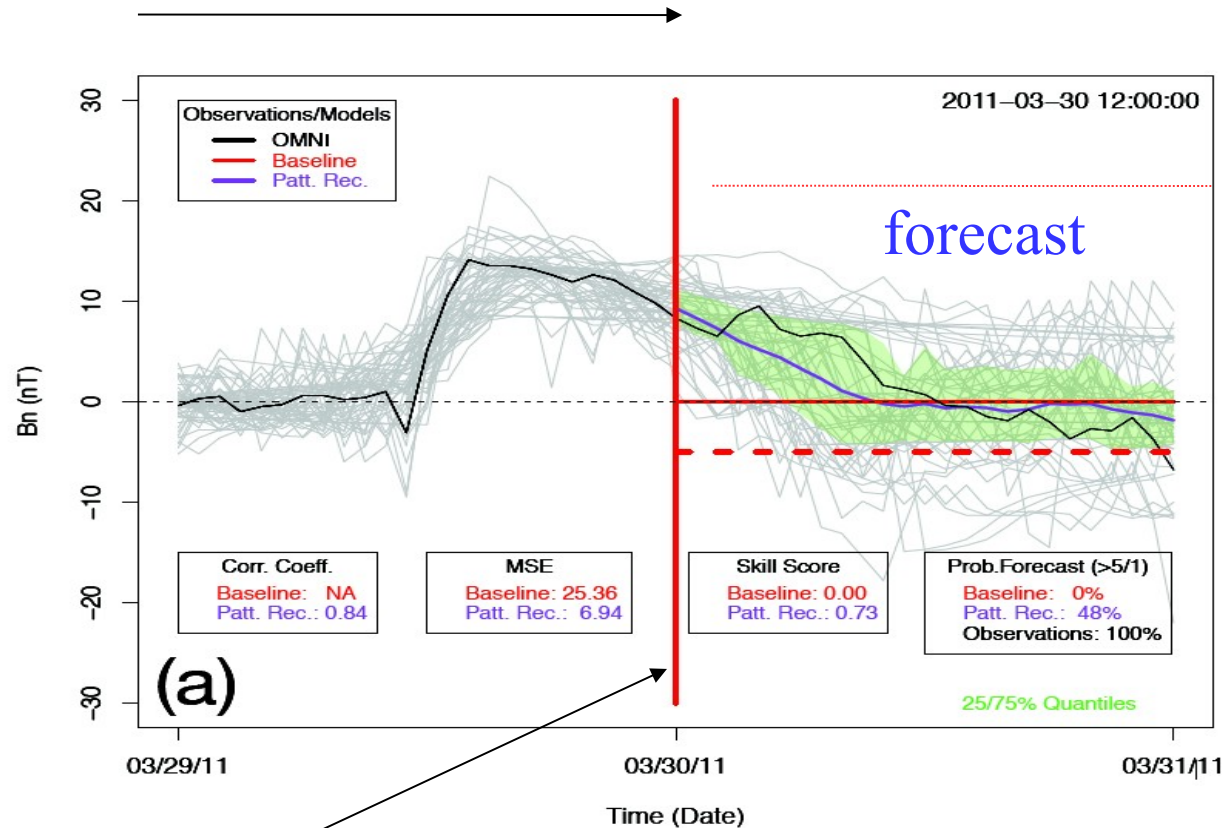 2011–03–30 12:00:00
Observations/Models
OMNI
Baseline
Patt. Rec.
forecast
30
20
10
0
−10
−20
−30
Bn (nT)
Corr. Coeff.
Baseline: NA
Patt. Rec.: 0.84
MSE
Baseline: 25.36
Patt. Rec.: 6.94
Skill Score
Baseline: 0.00
Patt. Rec.: 0.73
Prob.Forecast (>5/1)
Baseline: 0%
Patt. Rec.: 48%
Observations: 100%
(a)
25/75% Quantiles
03/29/11
03/30/11
03/31/11
Time (Date)